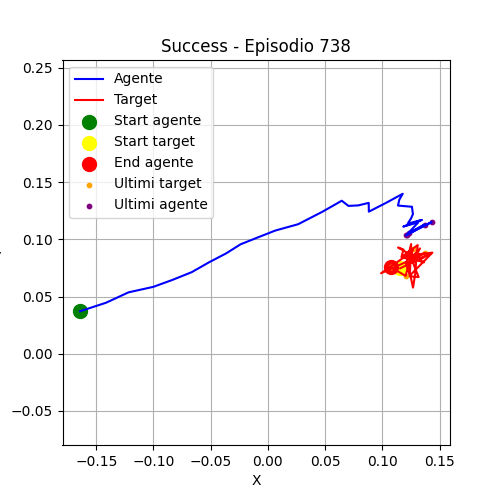 Success - Episodio 738
0.25
0.20
0.15
0.10
0.05
0.00
−0.05
Agente
Target
Start agente
Start target
End agente
Ultimi target
Ultimi agente
−0.15
−0.10
−0.05
0.00
0.05
0.10
0.15
X